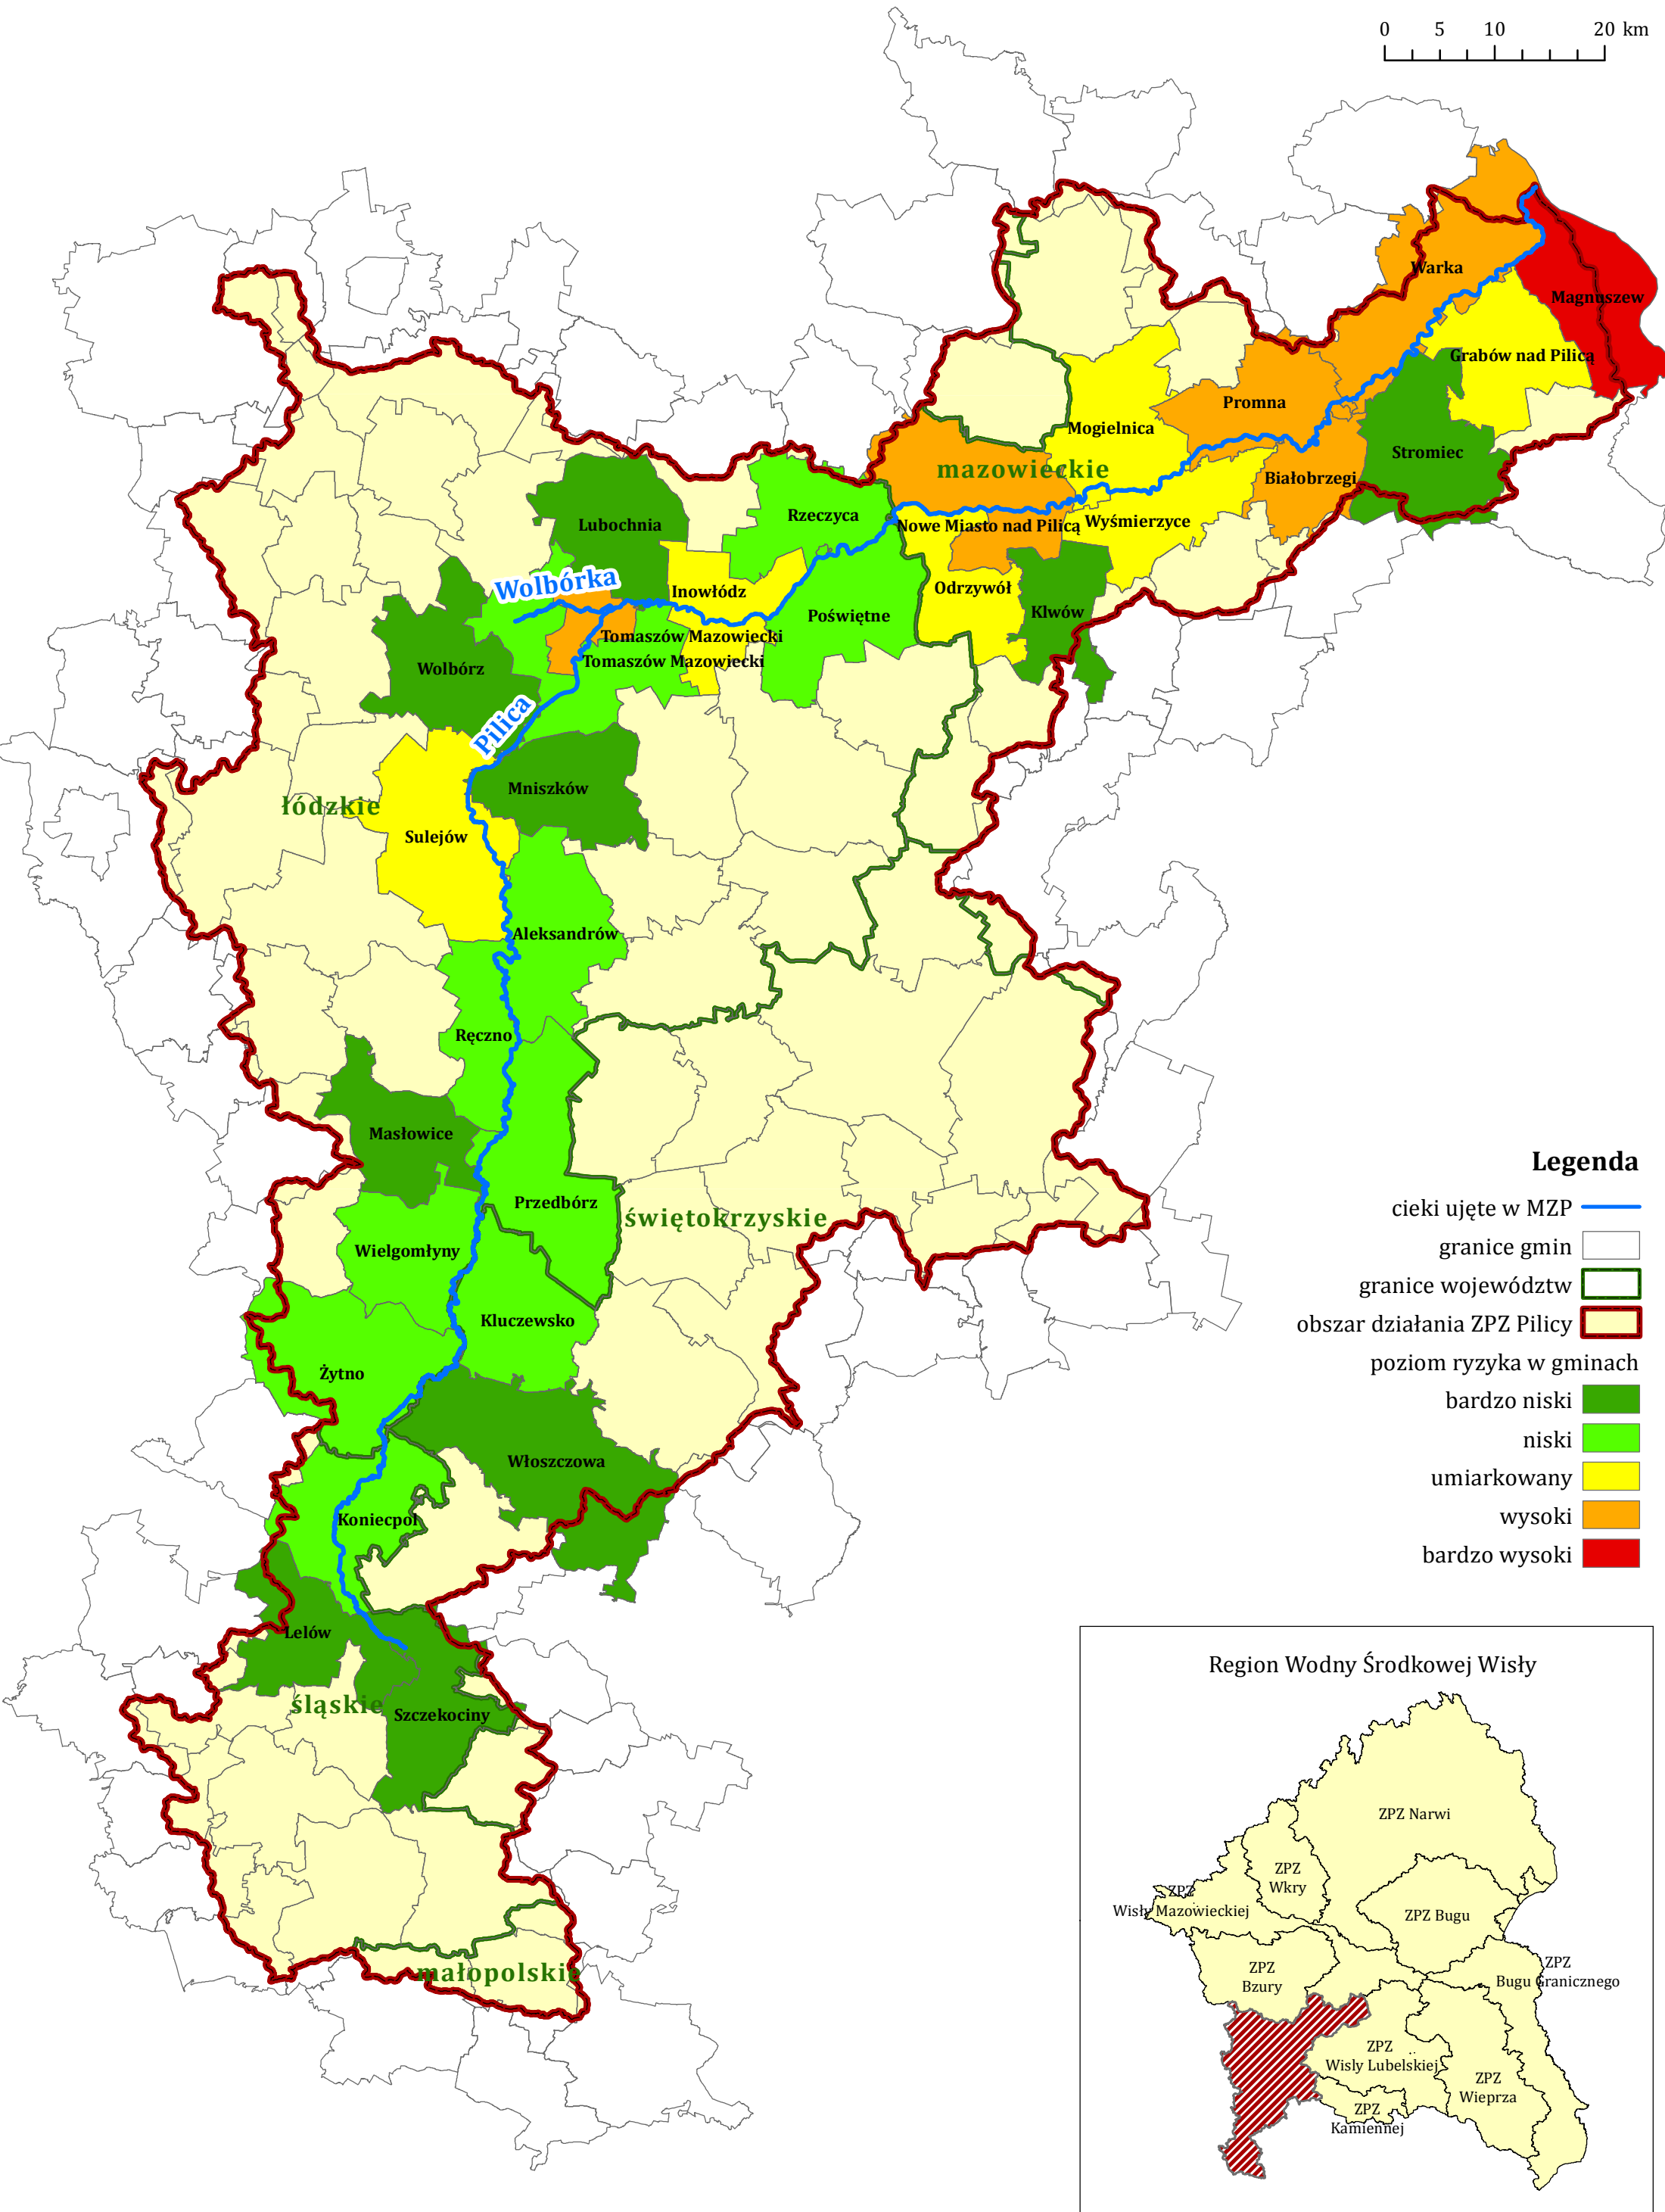 0 5 10 20 km
Warka
Magnuszew
Grabów nad Pilicą
Promna
Mogielnica
Stromiec
mazowieckie
Białobrzegi
Rzeczyca
Lubochnia
Nowe Miasto nad Pilicą
Wyśmierzyce
Wolbórka
Inowłódz
Odrzywół
Klwów
Poświętne
Tomaszów Mazowiecki
Tomaszów Mazowiecki
Wolbórz
Pilica
Mniszków
łódzkie
Sulejów
Aleksandrów
Ręczno
Masłowice
Przedbórz
świętokrzyskie
Wielgomłyny
Kluczewsko
Żytno
Włoszczowa
Koniecpol
Lelów
śląskie
Szczekociny
małopolskie
Legenda
cieki ujęte w MZP
granice gmin
granice województw
obszar działania ZPZ Pilicy
poziom ryzyka w gminach
bardzo niski
niski
umiarkowany
wysoki
bardzo wysoki
Region Wodny Środkowej Wisły
ZPZ Narwi
ZPZ
Wkry
ZPZ
Wisły Mazowieckiej
ZPZ Bugu
ZPZ
Bzury
ZPZ
Bugu Granicznego
ZPZ
Wisly Lubelskiej
ZPZ
Wieprza
ZPZ
Kamiennej